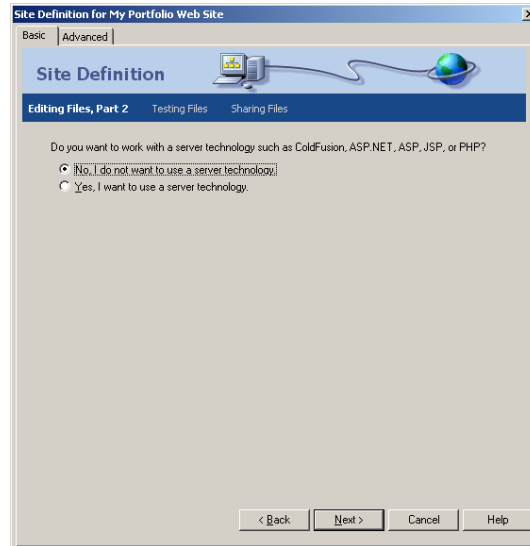 Site Definition for My Portfolio Web Site
Basic Advanced
Site Definition
Editing Files, Part 2 Testing Files Sharing Files
Do you want to work with a server technology such as ColdFusion, ASP.NET, ASP, JSP, or PHP?
No, I do not want to use a server technology.
Yes, I want to use a server technology.
< Back Next > Cancel Help